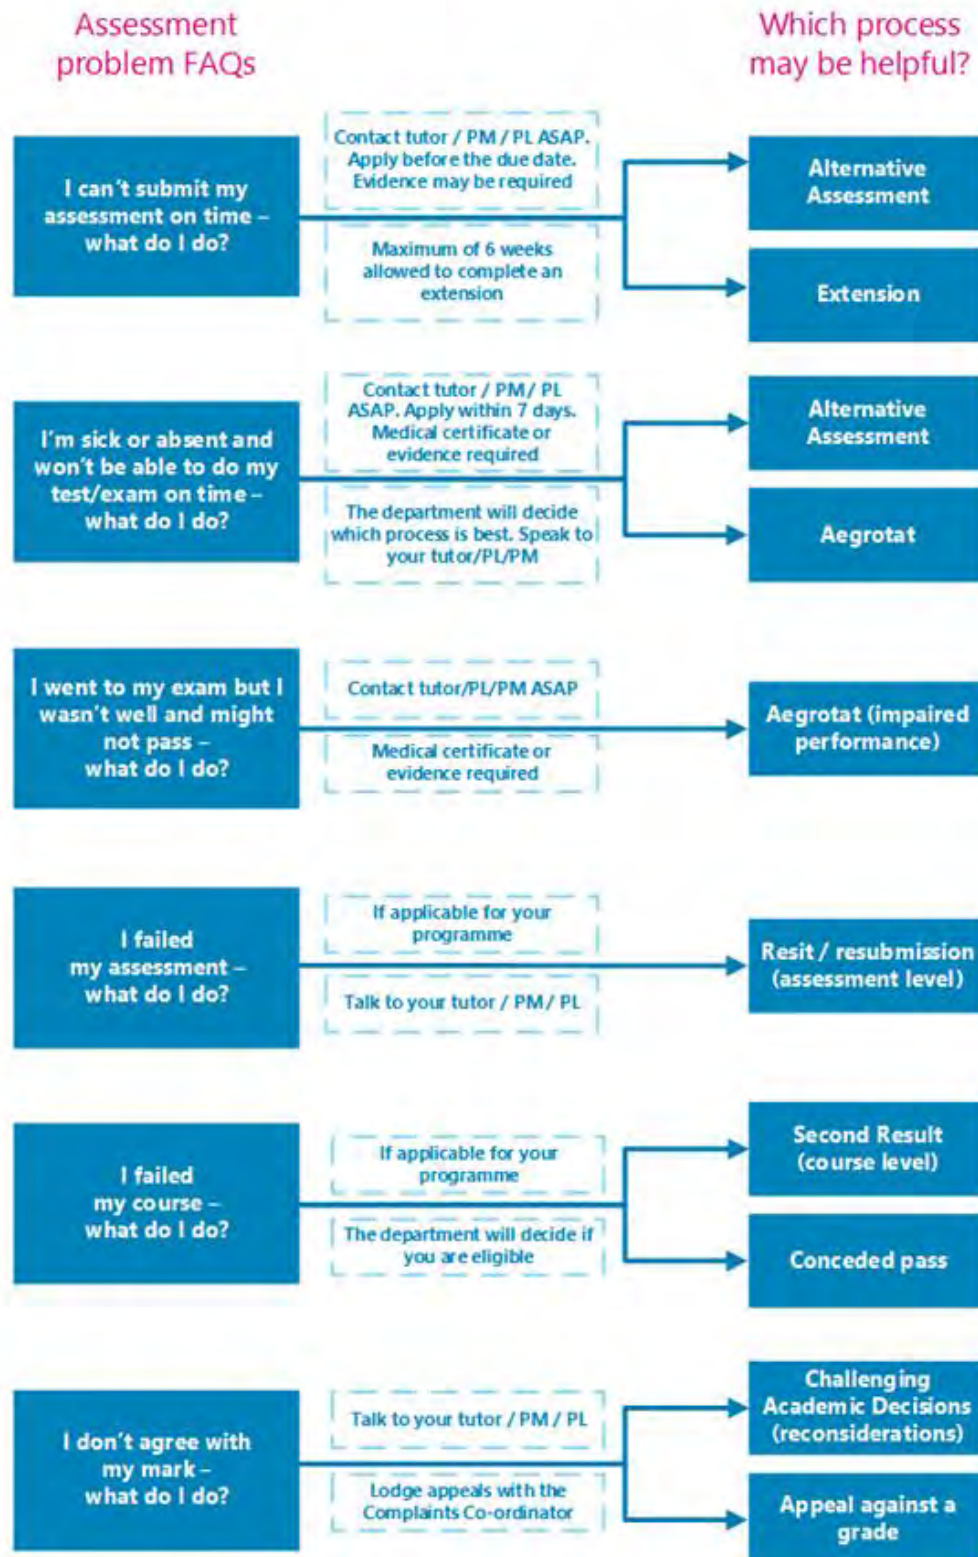 Assessment
problem FAQs
Which process
may be helpful?
I can't submit my
assessment on time –
what do I do?
Contact tutor / PM / PL ASAP.
Apply before the due date.
Evidence may be required
Maximum of 6 weeks
allowed to complete an
extension
Alternative
Assessment
Extension
I'm sick or absent and
won't be able to do my
test/exam on time –
what do I do?
Contact tutor / PM / PL
ASAP. Apply within 7 days.
Medical certificate or
evidence required
The department will decide
which process is best. Speak to
your tutor/PL/PM
Alternative
Assessment
Aegrotat
I went to my exam but I
wasn't well and might
not pass –
what do I do?
Contact tutor/PL/PM ASAP
Medical certificate or
evidence required
Aegrotat (impaired
performance)
I failed
my assessment –
what do I do?
If applicable for your
programme
Talk to your tutor / PM / PL
Resit / resubmission
(assessment level)
I failed
my course –
what do I do?
If applicable for your
programme
The department will decide if
you are eligible
Second Result
(course level)
Conceded pass
I don't agree with
my mark –
what do I do?
Talk to your tutor / PM / PL
Lodge appeals with the
Complaints Co-ordinator
Challenging
Academic Decisions
(reconsiderations)
Appeal against a
grade